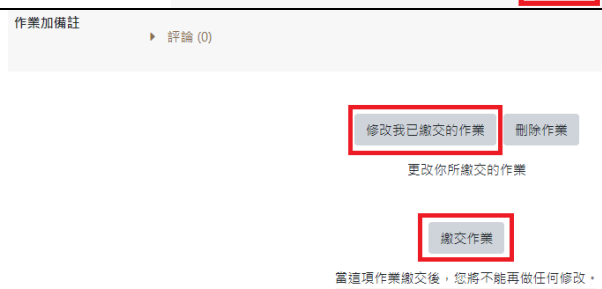 作業加備註
評論 (0)
修改我已繳交的作業 刪除作業
更改你所繳交的作業
繳交作業
當這項作業繳交後，您將不能再做任何修改。